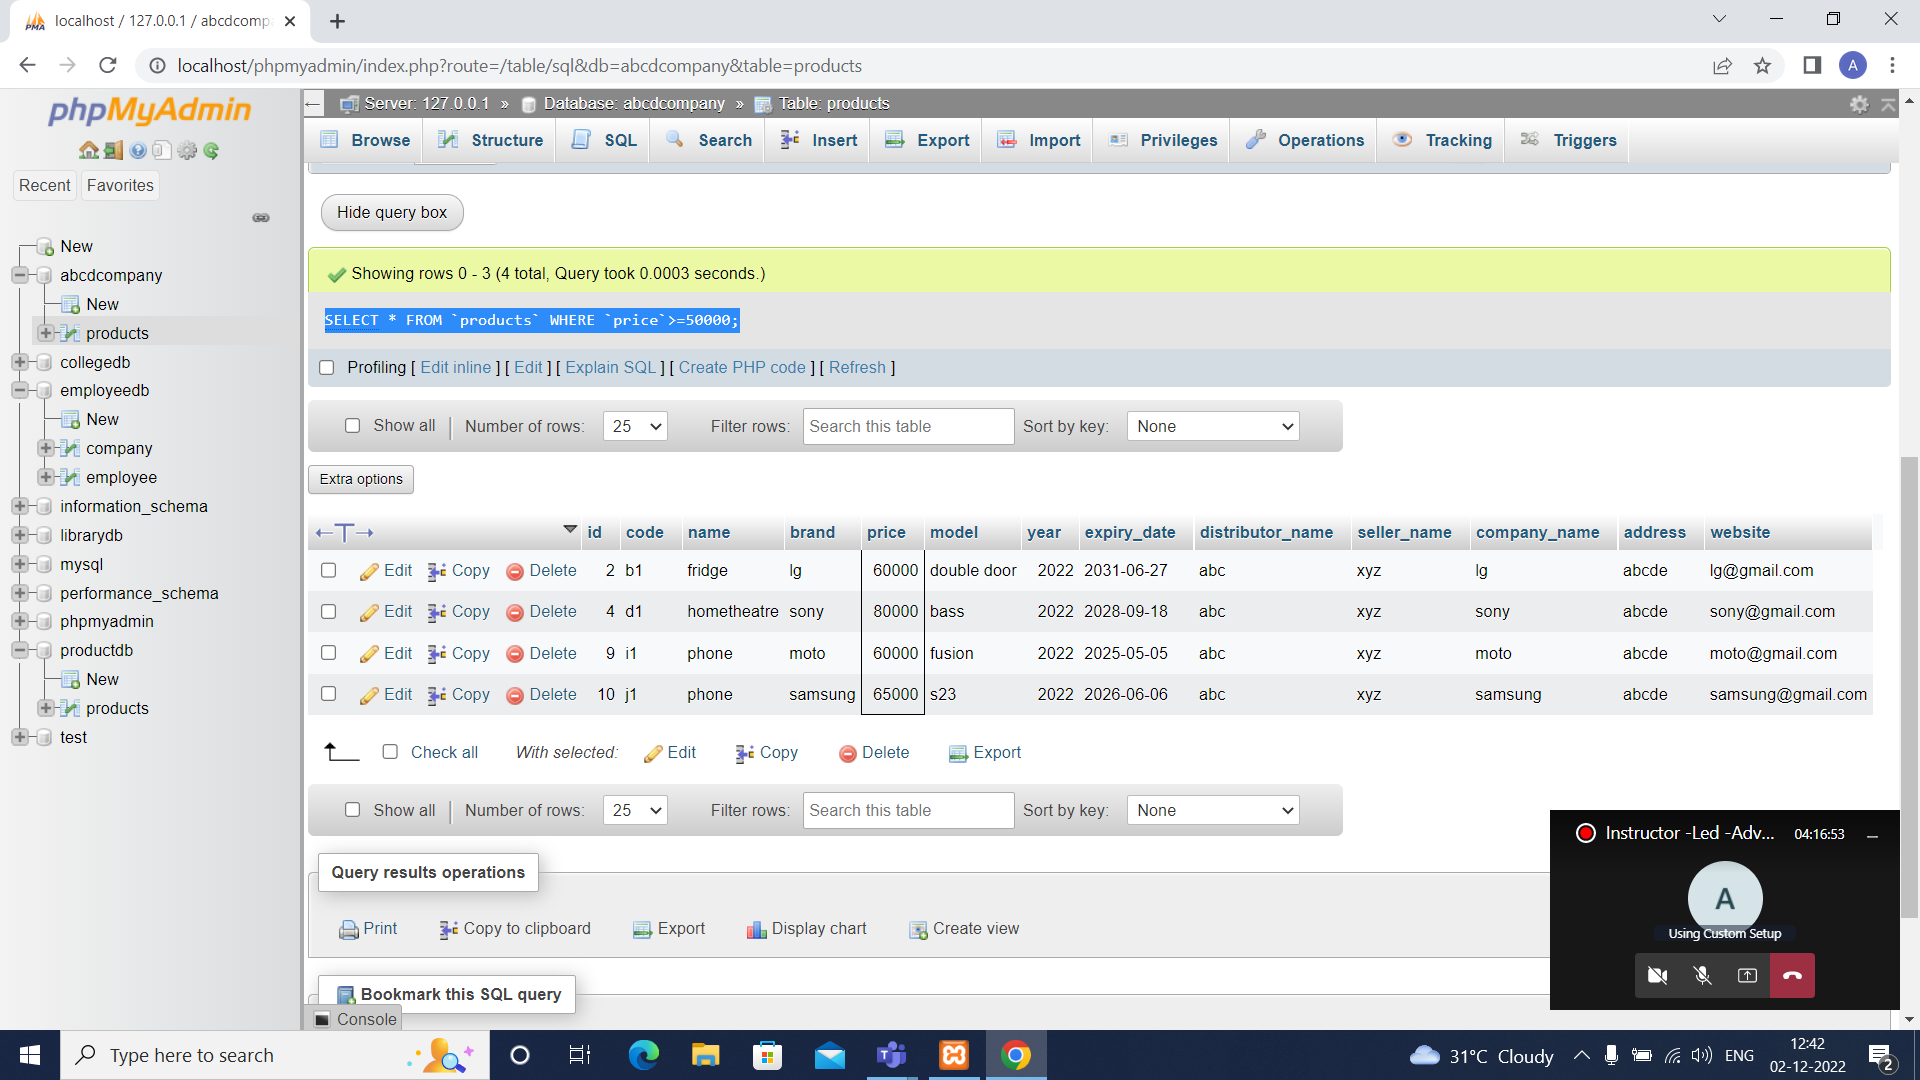 localhost / 127.0.0.1 / abcdcomp
localhost/phpmyadmin/index.php?route=/table/sql&db=abcdcompany&table=products
A
phpMyAdmin
Recent Favorites
New
abcdcompany
New
products
collegedb
employeedb
New
company
employee
information_schema
librarydb
mysql
performance_schema
phpmyadmin
productdb
New
products
test
Server: 127.0.0.1 » Database: abcdcompany » Table: products
Browse Structure SQL Search Insert Export Import Privileges Operations Tracking Triggers
Hide query box
Showing rows 0 - 3 (4 total, Query took 0.0003 seconds.)
SELECT * FROM `products` WHERE `price`>=50000;
Profiling [ Edit inline ] [ Edit ] [ Explain SQL ] [ Create PHP code ] [ Refresh ]
Show all Number of rows: 25 Filter rows: Search this table Sort by key: None
Extra options
id code name brand price model year expiry_date distributor_name seller_name company_name address website
Edit Copy Delete 2 b1 fridge lg 60000 double door 2022 2031-06-27 abc xyz lg abcde lg@gmail.com
Edit Copy Delete 4 d1 hometheatre sony 80000 bass 2022 2028-09-18 abc xyz sony abcde sony@gmail.com
Edit Copy Delete 9 i1 phone moto 60000 fusion 2022 2025-05-05 abc xyz moto abcde moto@gmail.com
Edit Copy Delete 10 j1 phone samsung 65000 s23 2022 2026-06-06 abc xyz samsung abcde samsung@gmail.com
Check all With selected: Edit Copy Delete Export
Show all Number of rows: 25 Filter rows: Search this table Sort by key: None
Query results operations
Print Copy to clipboard Export Display chart Create view
Bookmark this SQL query
Console
Instructor -Led -Adv... 04:16:53
A
Using Custom Setup
Type here to search
31°C Cloudy
ENG
12:42
02-12-2022
2